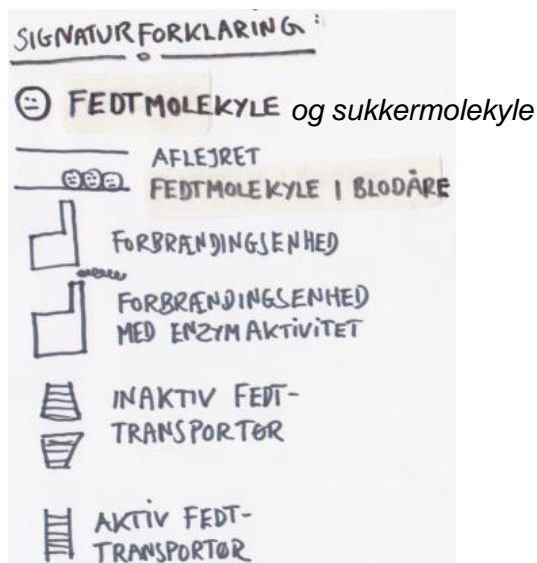 SIGNATURFORKLARING:
FEDTMOLEKYLE og sukkermolekyle
AFLEJRET
FEDTMOLEKYLE I BLODÅRE
FORBRÆNDINGSENHED
FORBRÆNDINGSENHED
MED ENZYMAKTIVITET
INAKTIV FEDT-
TRANSPORTØR
AKTIV FEDT-
TRANSPORTØR